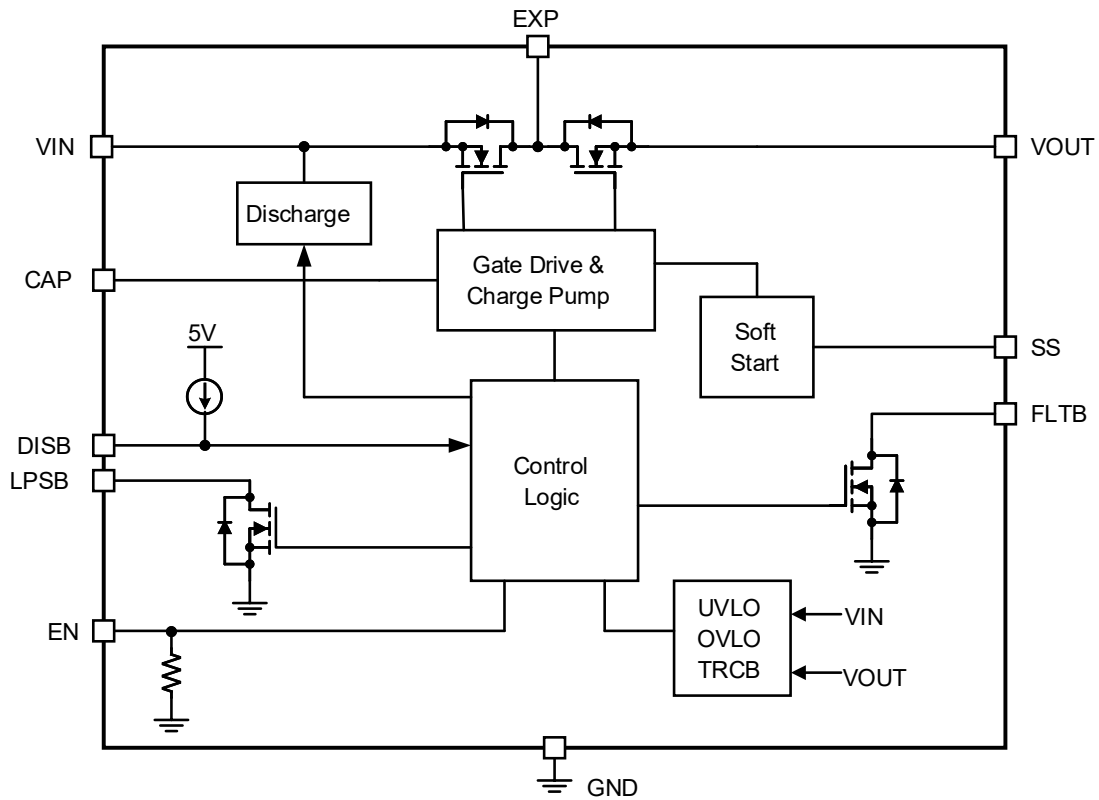 EXP
VIN
VOUT
Discharge
CAP
Gate Drive &
Charge Pump
5V
Soft
Start
SS
FLTB
DISB
LPSB
Control
Logic
EN
UVLO
OVLO
TRCB
VIN
VOUT
GND